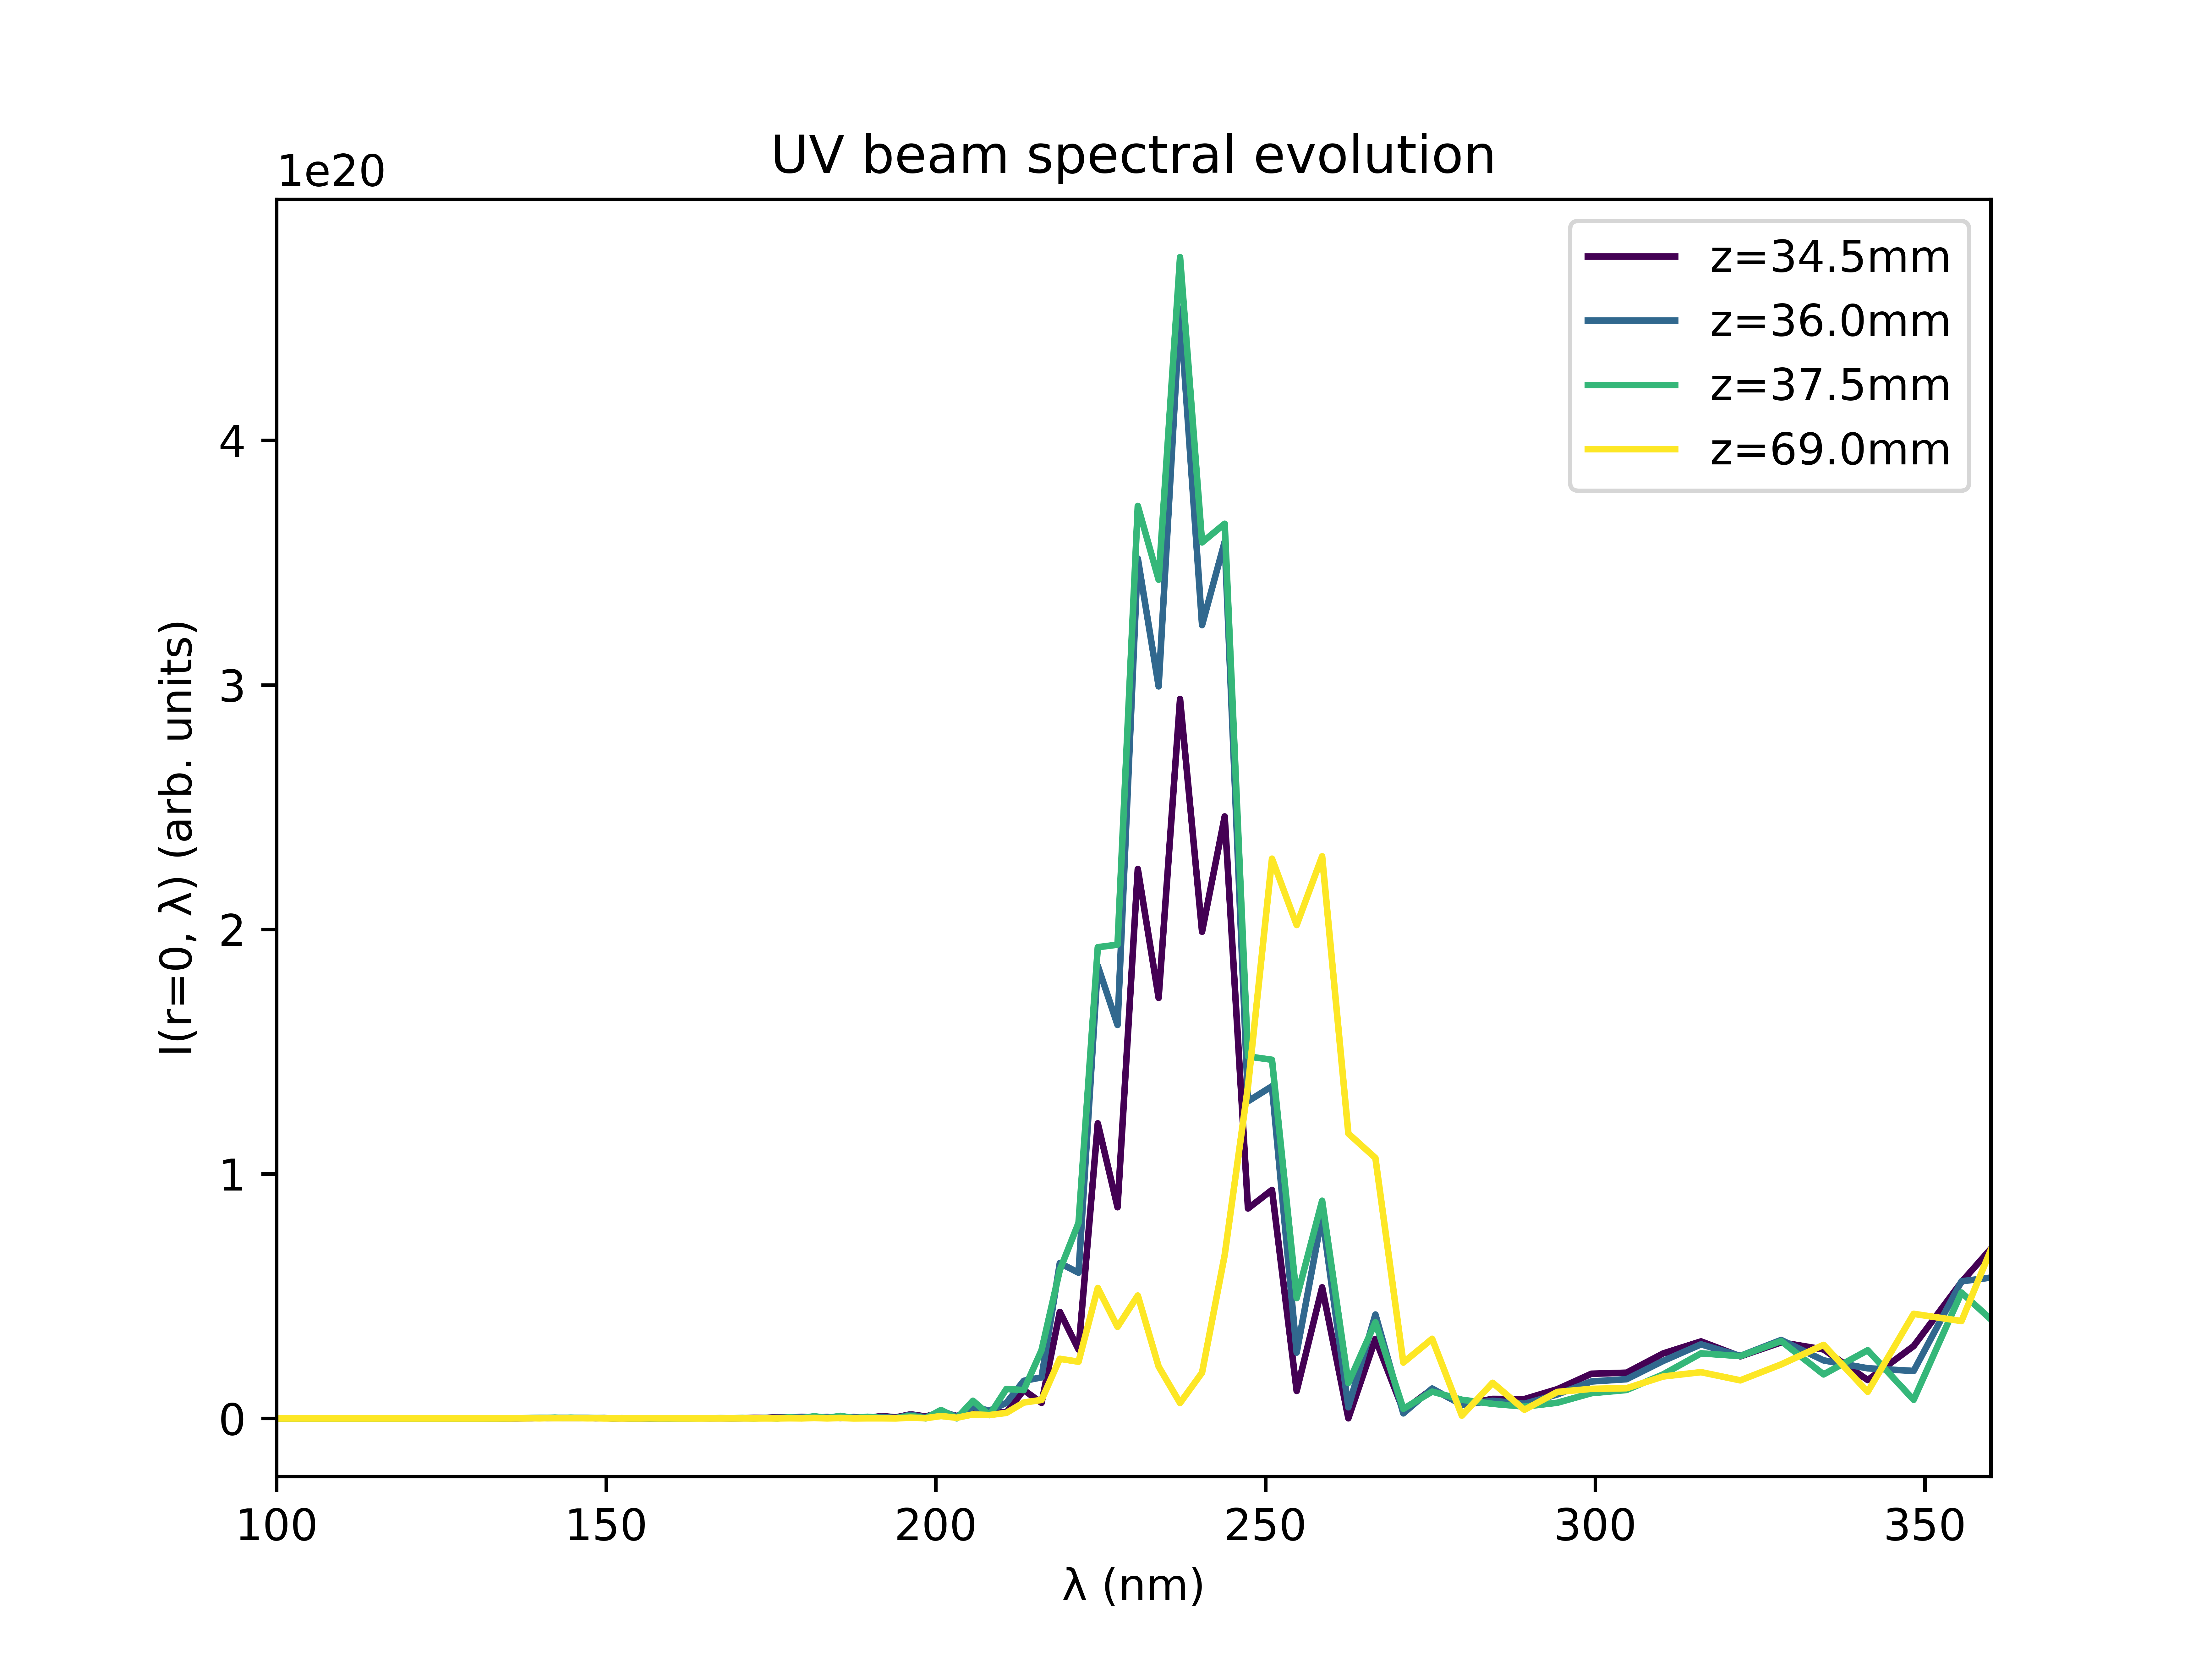 UV beam spectral evolution
1e20
z=34.5mm
z=36.0mm
z=37.5mm
z=69.0mm
4
3
2
1
0
I(r=0, λ) (arb. units)
100 150 200 250 300 350
λ (nm)